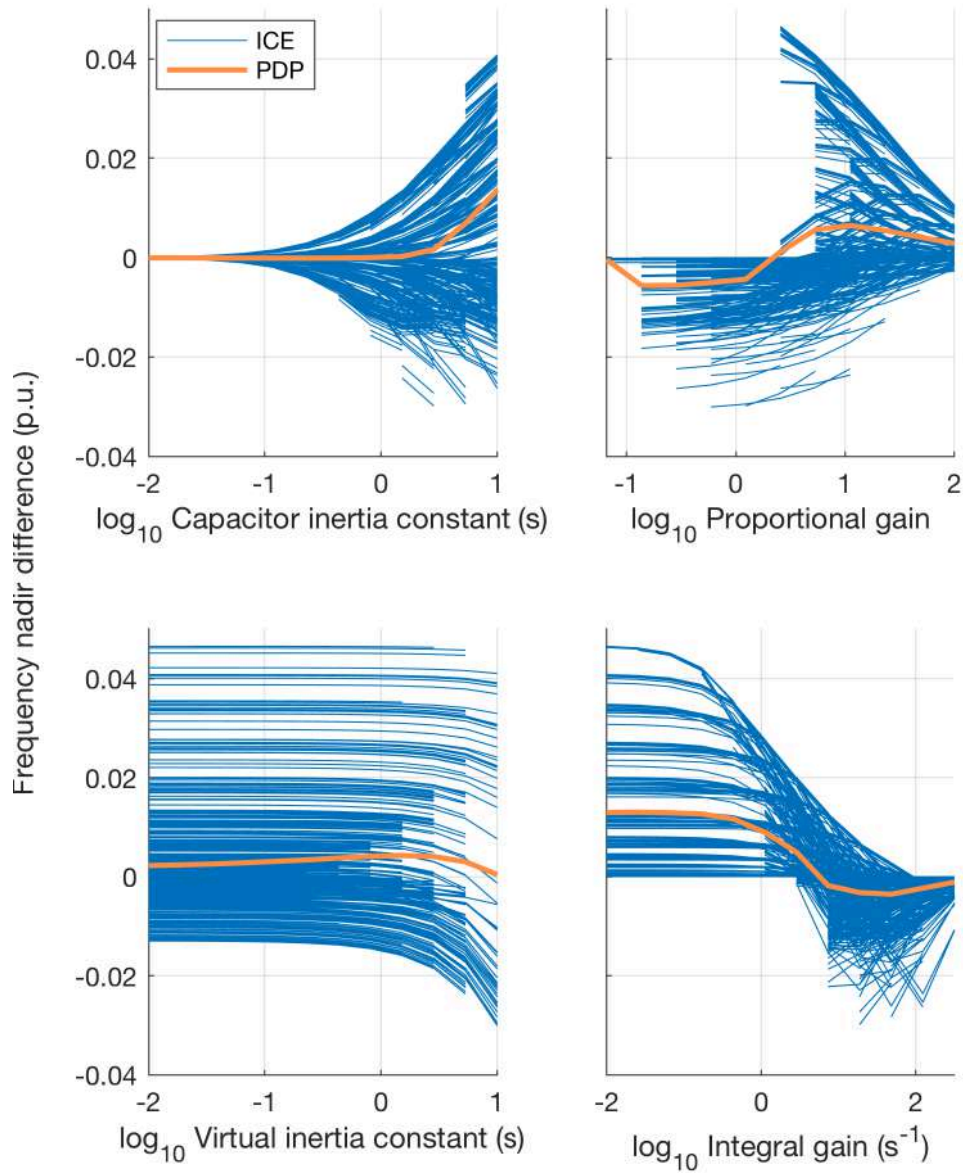 ICE
PDP
0.04
0.02
0
-0.02
-0.04
-2 -1 0 1
-1 0 1 2
log10 Capacitor inertia constant (s)
log10 Proportional gain
Frequency nadir difference (p.u.)
0.04
0.02
0
-0.02
-0.04
-2 -1 0 1
-2 0 2
log10 Virtual inertia constant (s)
log10 Integral gain (s-1)